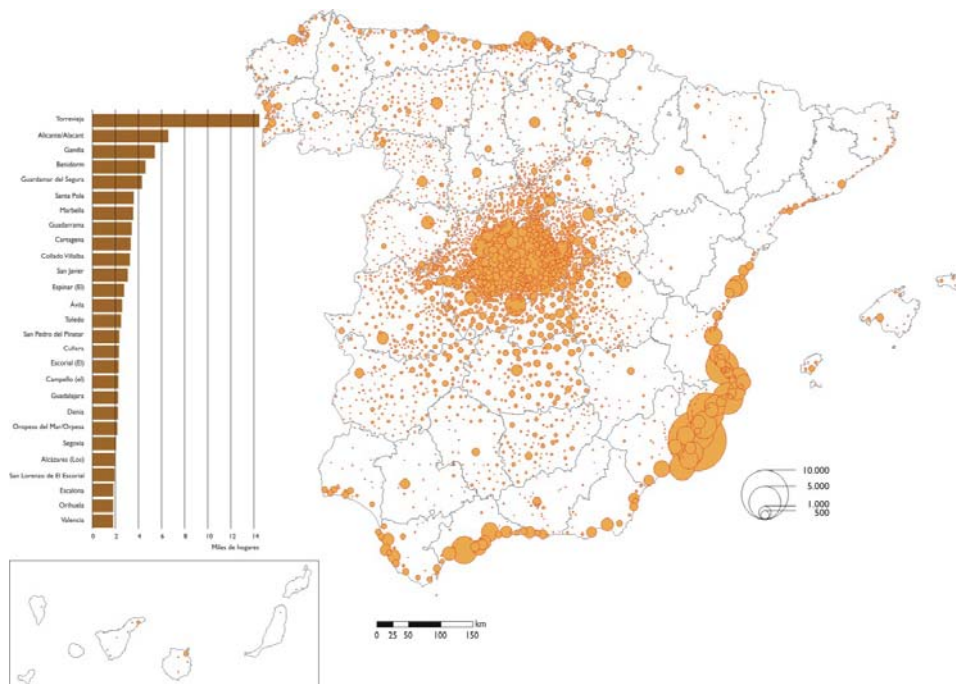 Torrevieja
Alicante/Alacant
Gandia
Benidorm
Guardamar del Segura
Santa Pola
Marbella
Guadarrama
Cartagena
Collado Villalba
San Javier
Espinar (El)
Ávila
Toledo
San Pedro del Pinatar
Cullera
Escorial (El)
Campello (el)
Guadalajara
Denia
Oropesa del Mar/Orpesa
Segovia
Alcázares (Los)
San Lorenzo de El Escorial
Escalona
Orihuela
Valencia
0 2 4 6 8 10 12 14
Miles de hogares
10.000
5.000
1.000
500
0 25 50 100 150 km